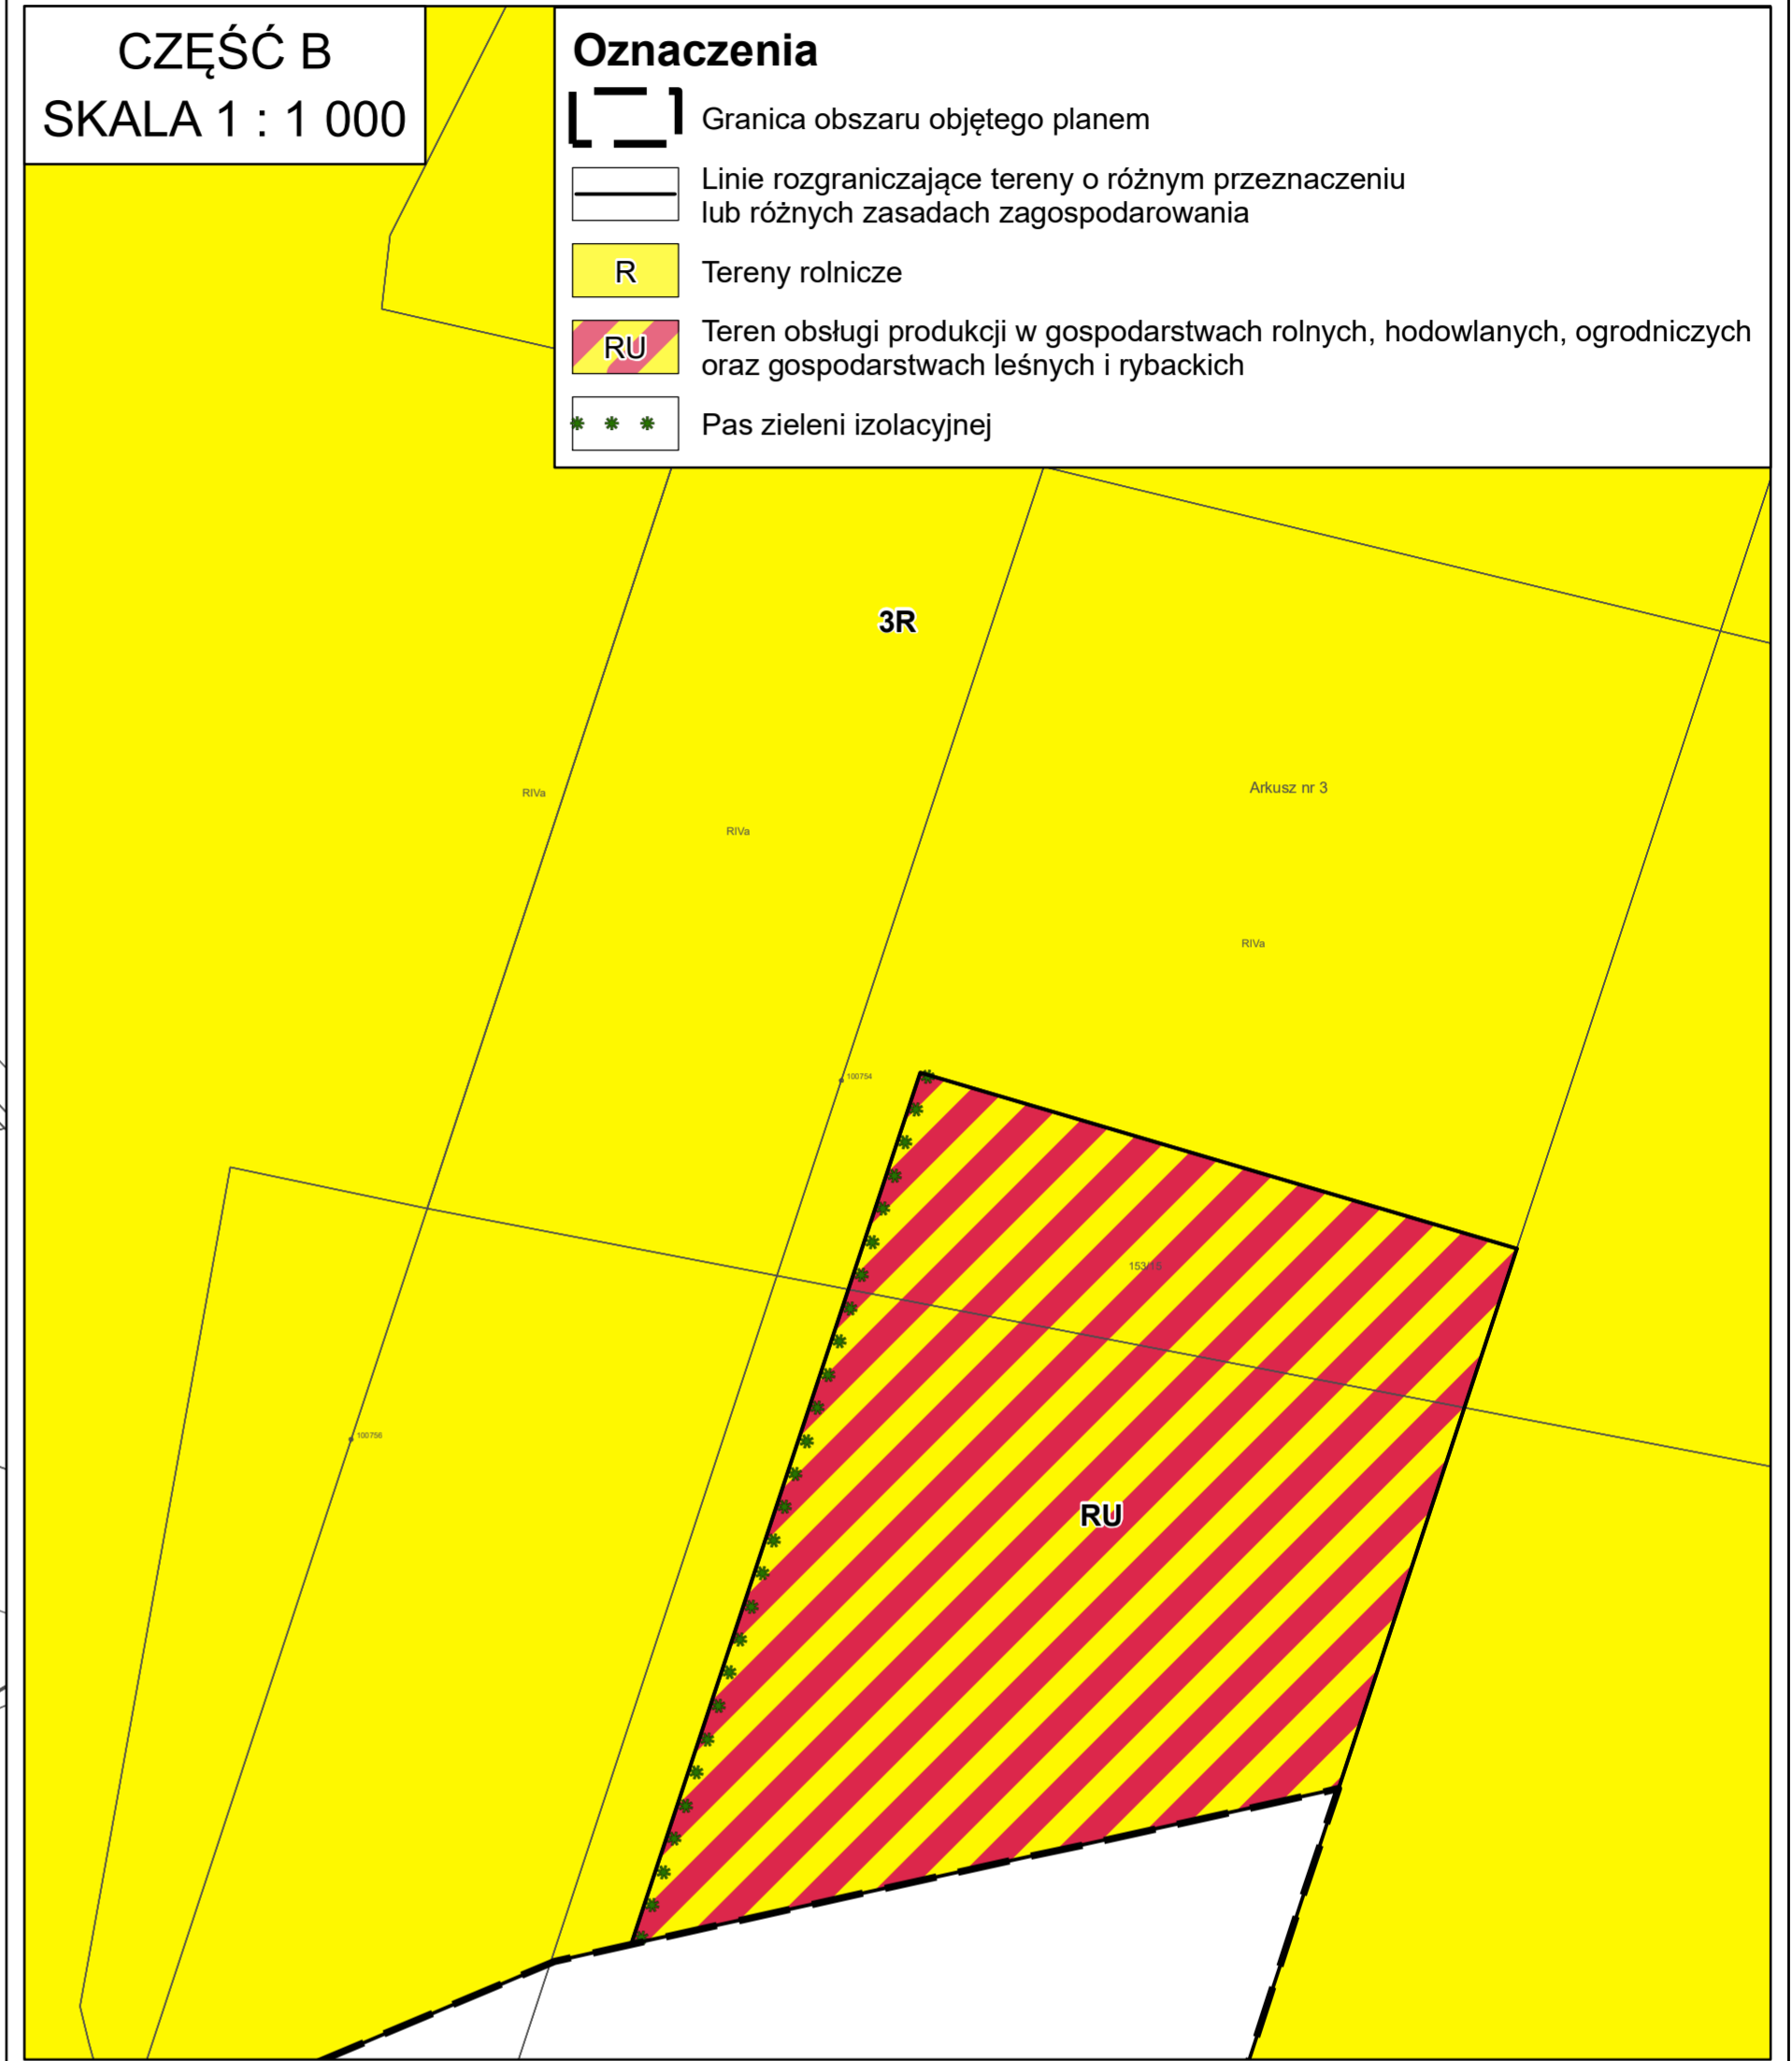 CZĘŚĆ B
SKALA 1 : 1 000
Oznaczenia
Granica obszaru objętego planem
Linie rozgraniczające tereny o różnym przeznaczeniu
lub różnych zasadach zagospodarowania
R Tereny rolnicze
RU Teren obsługi produkcji w gospodarstwach rolnych, hodowlanych, ogrodniczych
oraz gospodarstwach leśnych i rybackich
Pas zieleni izolacyjnej
3R
Arkusz nr 3
RIVa
RIVa
RIVa
100754
153/15
100756
RU